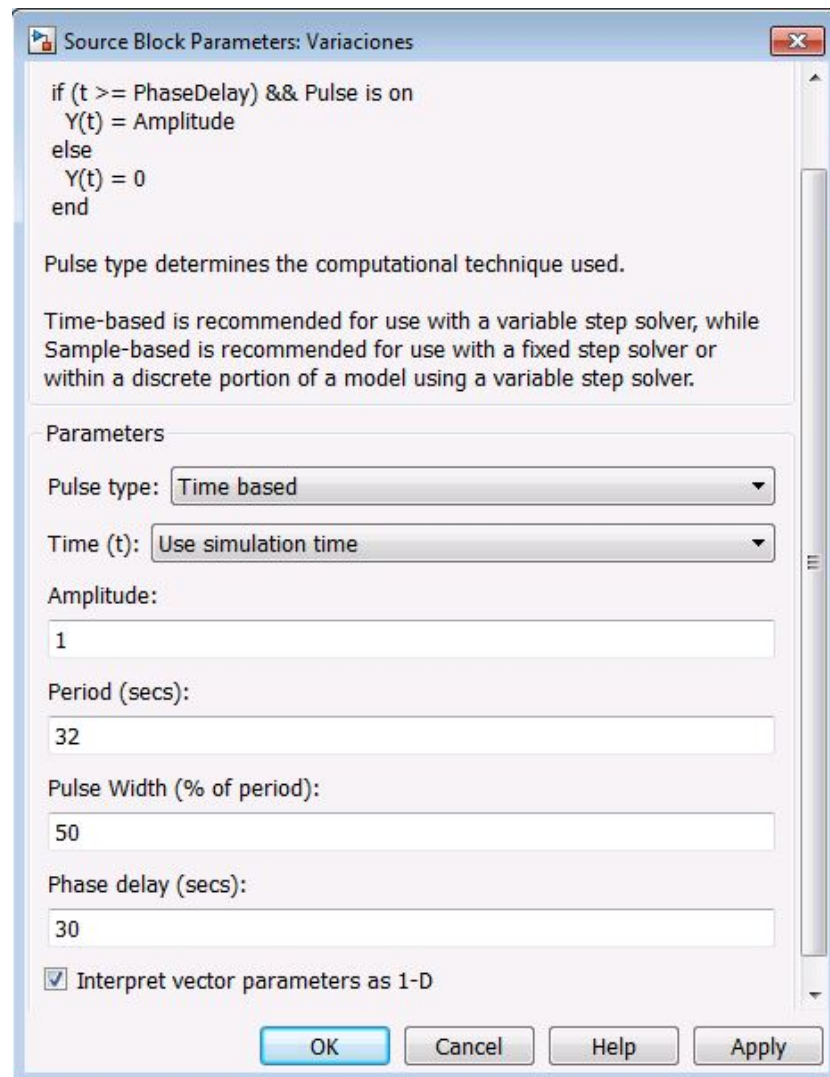 Source Block Parameters: Variaciones
if (t >= PhaseDelay) && Pulse is on
Y(t) = Amplitude
else
Y(t) = 0
end
Pulse type determines the computational technique used.
Time-based is recommended for use with a variable step solver, while
Sample-based is recommended for use with a fixed step solver or
within a discrete portion of a model using a variable step solver.
Parameters
Pulse type: Time based
Time (t): Use simulation time
Amplitude:
1
Period (secs):
32
Pulse Width (% of period):
50
Phase delay (secs):
30
Interpret vector parameters as 1-D
OK Cancel Help Apply